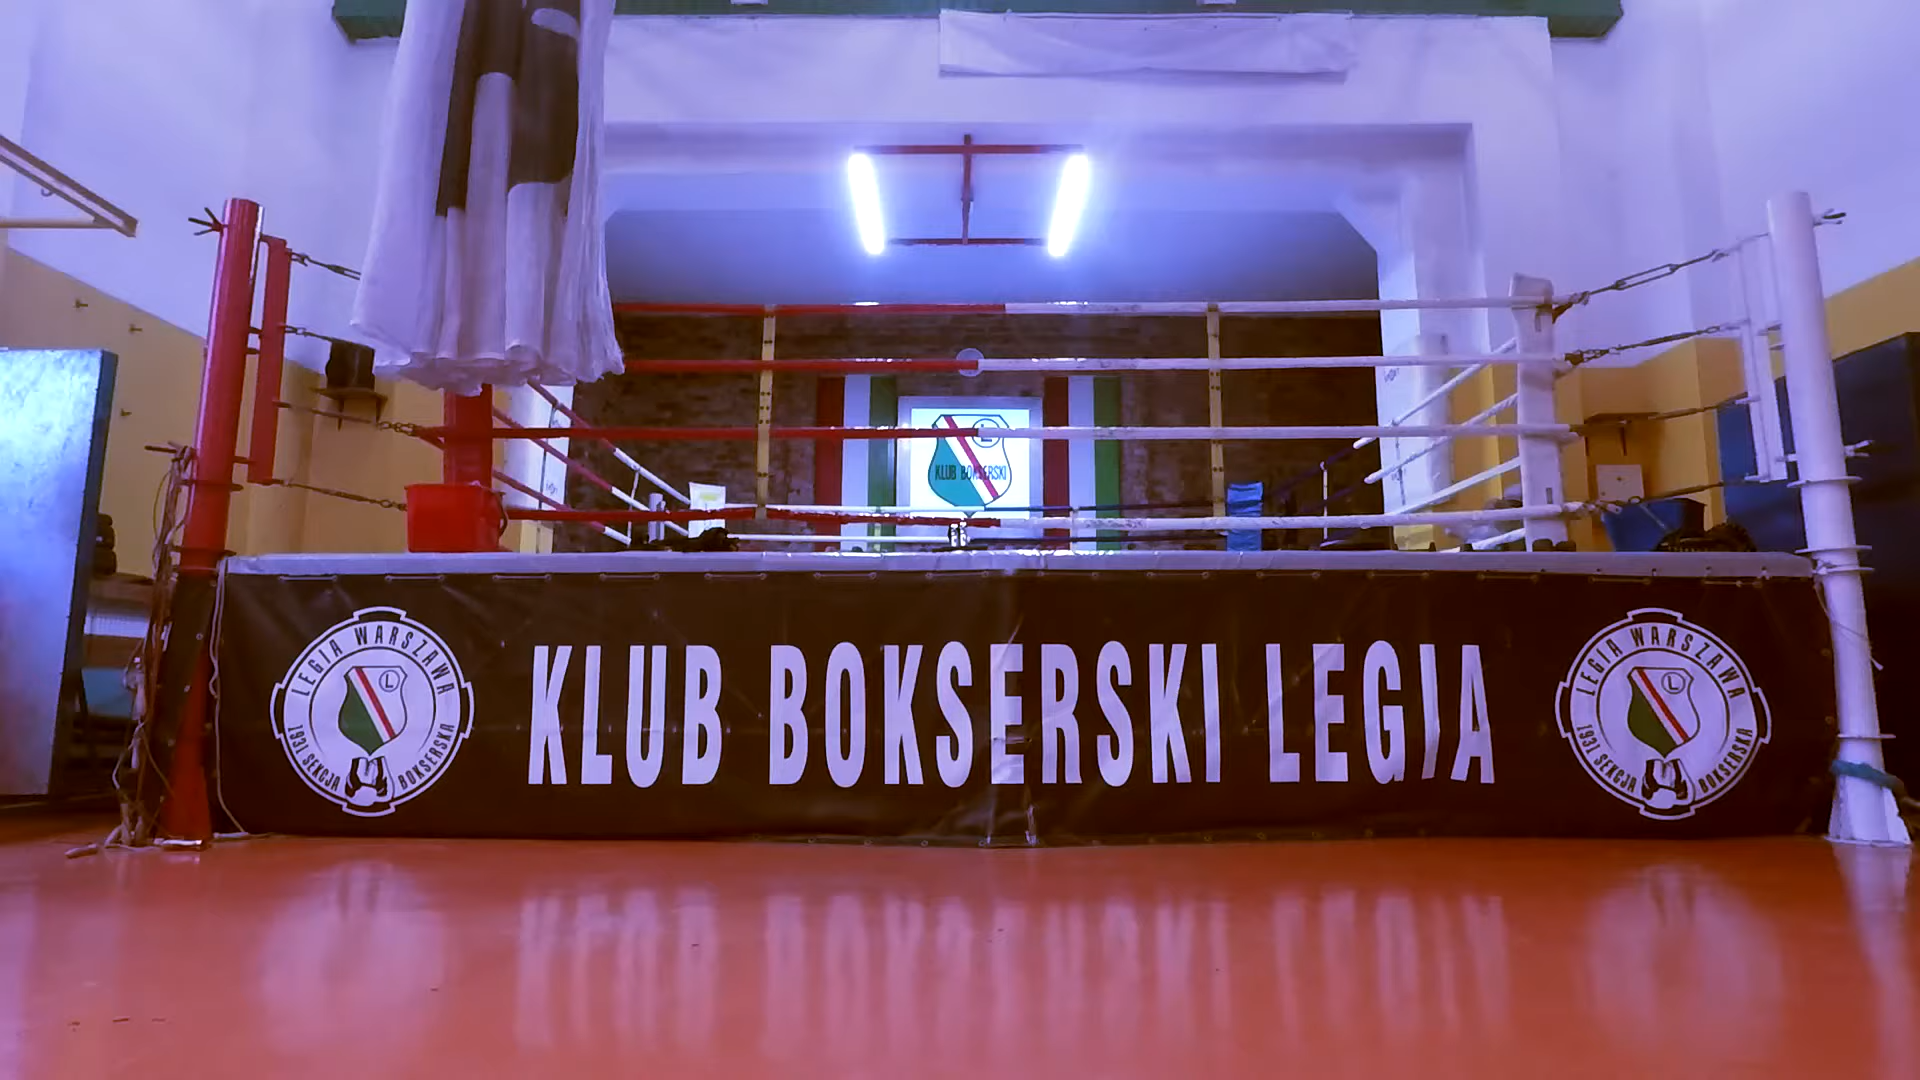 L
KLUB BOKSERSKI
LEGIA WARSZAWA
L
1931 SEKCJA BOKSERSKA
KLUB BOKSERSKI LEGIA
LEGIA WARSZAWA
L
1931 SEKCJA BOKSERSKA